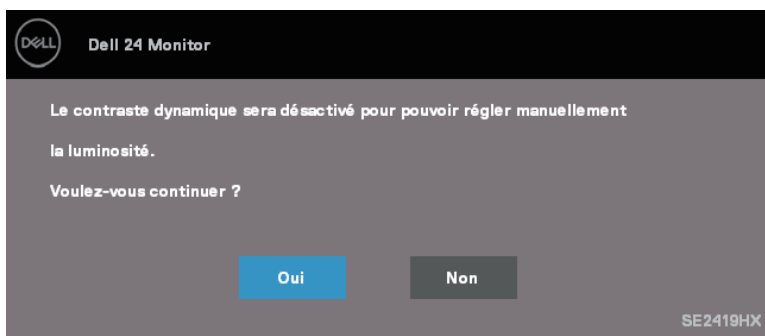 DELL
Dell 24 Monitor
Le contraste dynamique sera désactivé pour pouvoir régler manuellement
la luminosité.
Voulez-vous continuer ?
Oui
Non
SE2419HX